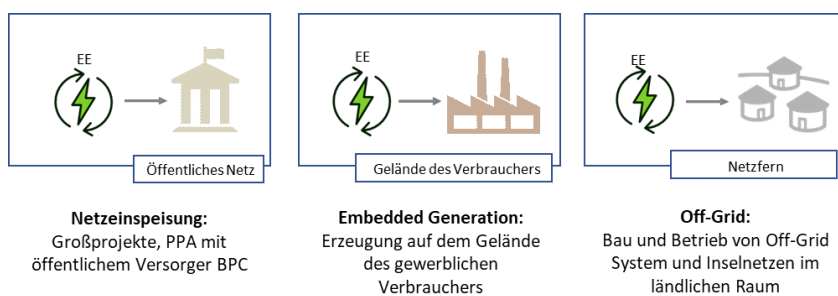 EE
Öffentliches Netz
Netzeinspeisung:
Großprojekte, PPA mit
öffentlichem Versorger BPC
EE
Gelände des Verbrauchers
Embedded Generation:
Erzeugung auf dem Gelände
des gewerblichen
Verbrauchers
EE
Netzfern
Off-Grid:
Bau und Betrieb von Off-Grid
System und Inselnetzen im
ländlichen Raum